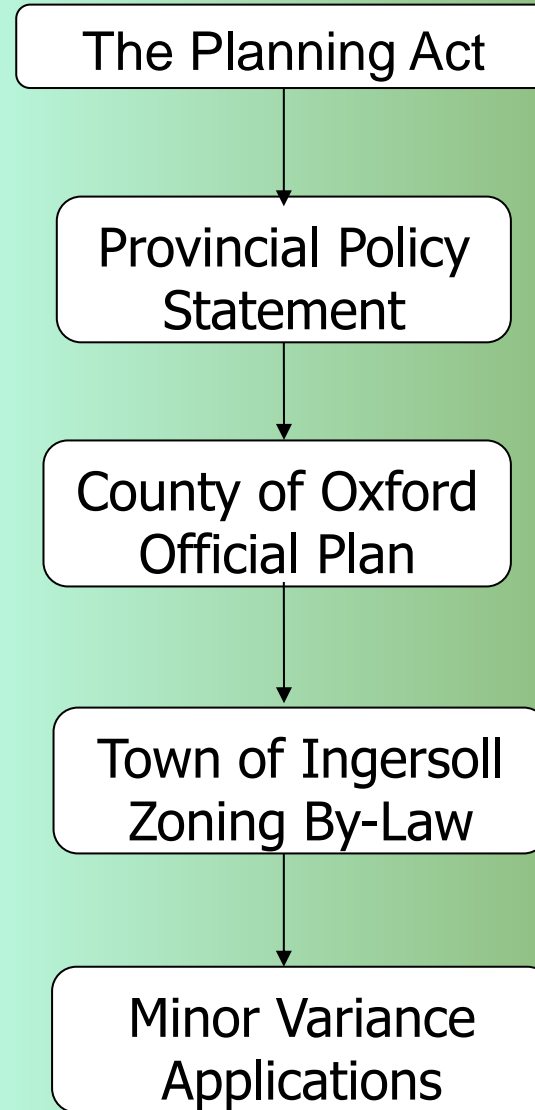 The Planning Act
Provincial Policy
Statement
County of Oxford
Official Plan
Town of Ingersoll
Zoning By-Law
Minor Variance
Applications